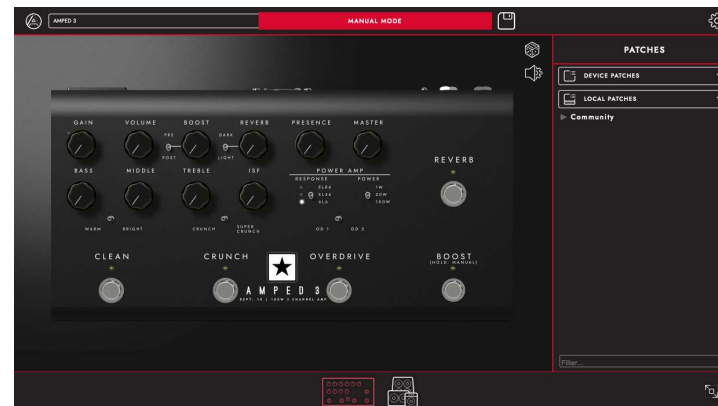 AMPED 3
MANUAL MODE
PATCHES
DEVICE PATCHES
LOCAL PATCHES
Community
GAIN VOLUME BOOST REVERB PRESENCE MASTER
PRE
POST
DARK
LIGHT
REVERB
BASS MIDDLE TREBLE ISF
POWER AMP
RESPONSE POWER
EL84
EL34
6L6
1W
20W
100W
WARM BRIGHT CRUNCH SUPER CRUNCH OD 1 OD 2
CLEAN CRUNCH OVERDRIVE BOOST
(HOLD MANUAL)
AMPED 3
DEPT. 10 | 100W 3 CHANNEL AMP
Filter...